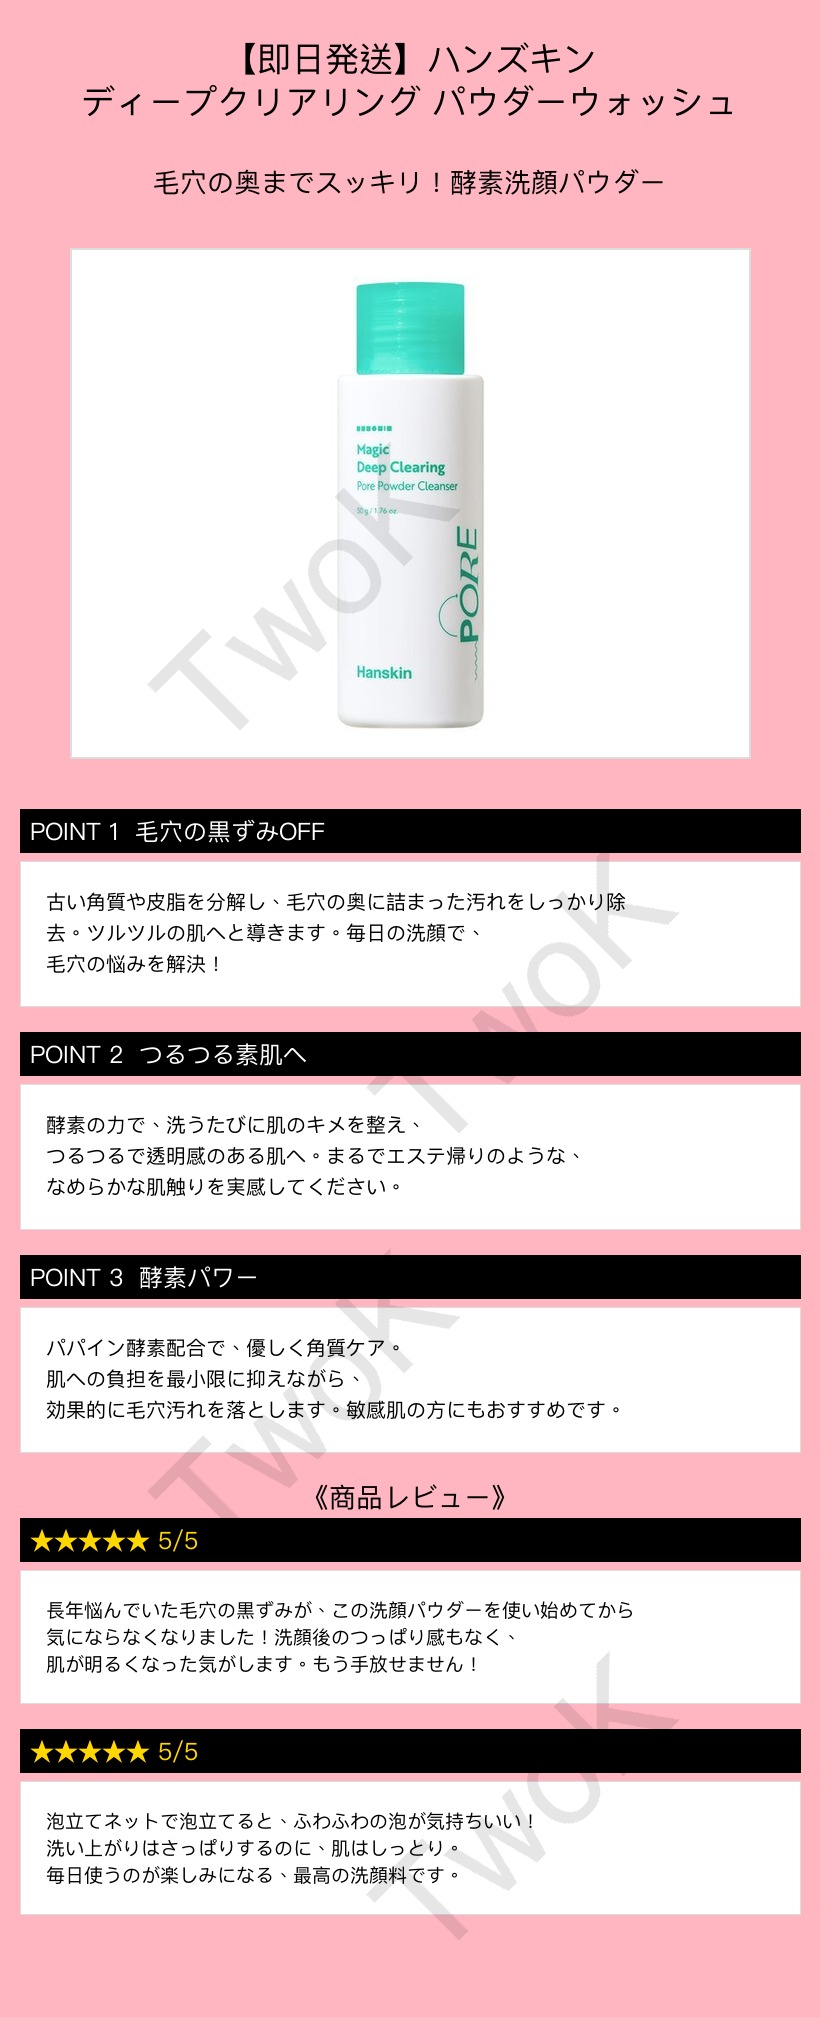 【即日発送】ハンズキン
ディープクリアリング パウダーウォッシュ
毛穴の奥までスッキリ！酵素洗顔パウダー
Magic
Deep Clearing
Pore Powder Cleanser
50 g / 1.76 oz.
PORE
Hanskin
TwoK
POINT 1 毛穴の黒ずみOFF
古い角質や皮脂を分解し、毛穴の奥に詰まった汚れをしっかり除
去。ツルツルの肌へと導きます。毎日の洗顔で、
毛穴の悩みを解決！
TwoK
POINT 2 つるつる素肌へ
酵素の力で、洗うたびに肌のキメを整え、
つるつるで透明感のある肌へ。まるでエステ帰りのような、
なめらかな肌触りを実感してください。
POINT 3 酵素パワー
パパイン酵素配合で、優しく角質ケア。
肌への負担を最小限に抑えながら、
効果的に毛穴汚れを落とします。敏感肌の方にもおすすめです。
TwoK
《商品レビュー》
★★★★★ 5/5
長年悩んでいた毛穴の黒ずみが、この洗顔パウダーを使い始めてから
気にならなくなりました！洗顔後のつっぱり感もなく、
肌が明るくなった気がします。もう手放せません！
★★★★★ 5/5
泡立てネットで泡立てると、ふわふわの泡が気持ちいい！
洗い上がりはさっぱりするのに、肌はしっとり。
毎日使うのが楽しみになる、最高の洗顔料です。
TwoK